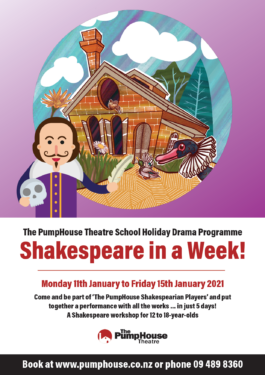 The PumpHouse Theatre School Holiday Drama Programme
Shakespeare in a Week!
Monday 11th January to Friday 15th January 2021
Come and be part of 'The PumpHouse Shakespearian Players' and put
together a performance with all the works ... in just 5 days!
A Shakespeare workshop for 12 to 18-year-olds
The
PumpHouse
Theatre
Book at www.pumphouse.co.nz or phone 09 489 8360